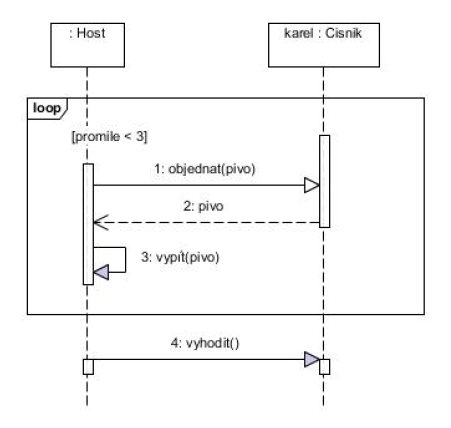 : Host
karel : Cisnik
loop
[promile < 3]
1: objednat(pivo)
2: pivo
3: vypít(pivo)
4: vyhodit()